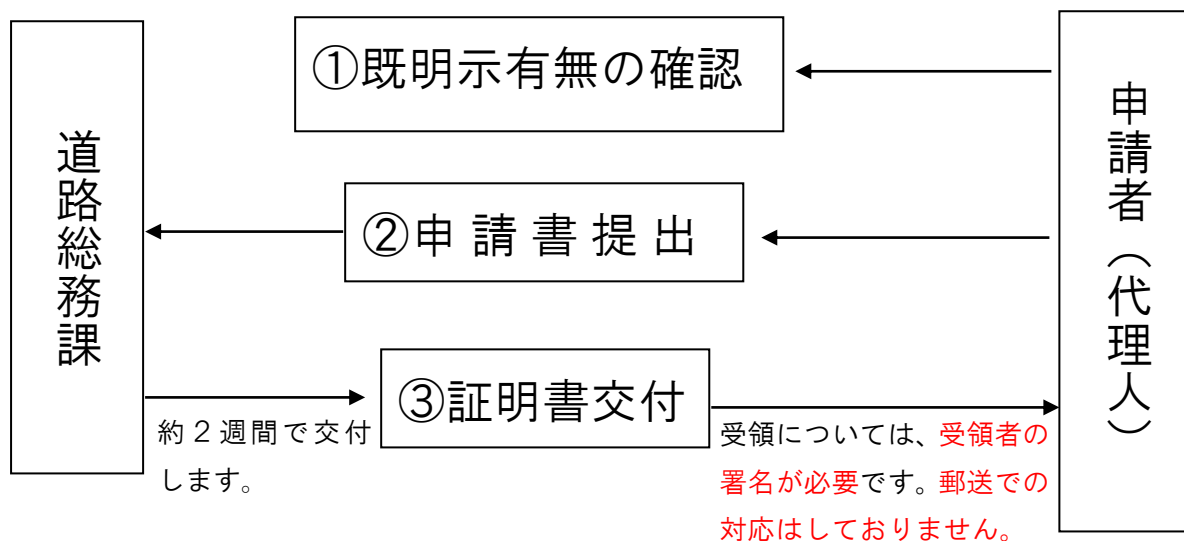 道路総務課
①既明示有無の確認
②申請書提出
③証明書交付
約２週間で交付
します。
受領については、受領者の
署名が必要です。郵送での
対応はしておりません。
申請者（代理人）